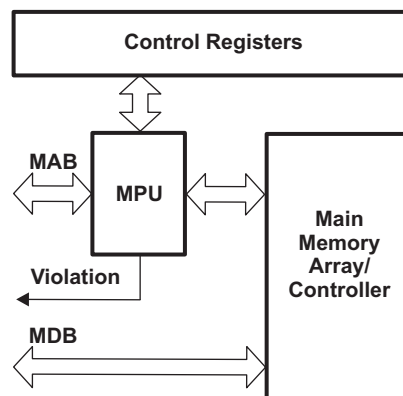 Control Registers
MAB
MPU
Main
Memory
Array/
Controller
Violation
MDB